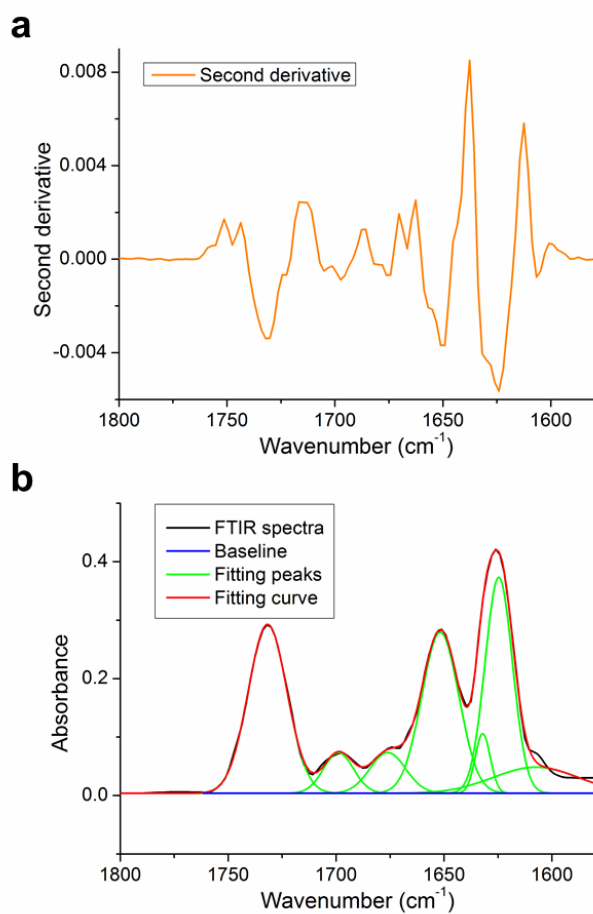 a
Second derivative
0.008
0.004
0.000
-0.004
Second derivative
1800 1750 1700 1650 1600
Wavenumber (cm⁻¹)
b
FTIR spectra
Baseline
Fitting peaks
Fitting curve
0.4
0.2
0.0
Absorbance
1800 1750 1700 1650 1600
Wavenumber (cm⁻¹)